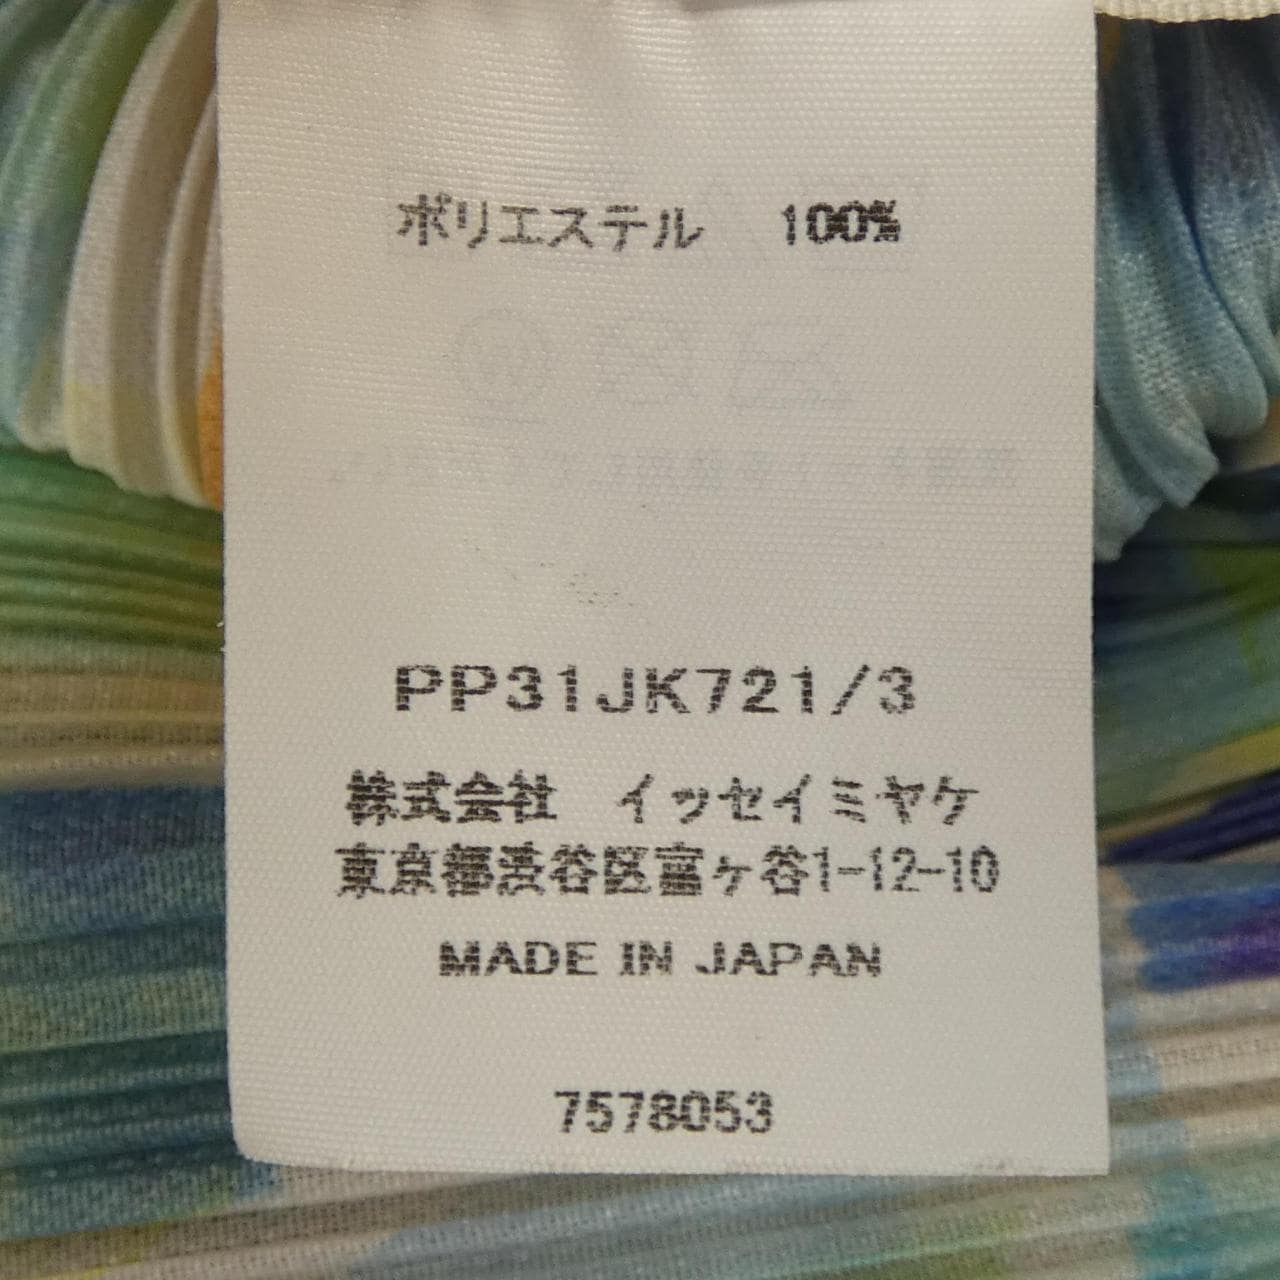 ポリエステル 100%
PP31JK721/3
株式会社 イッセイミヤケ
東京都渋谷区富ヶ谷1-12-10
MADE IN JAPAN
7578053